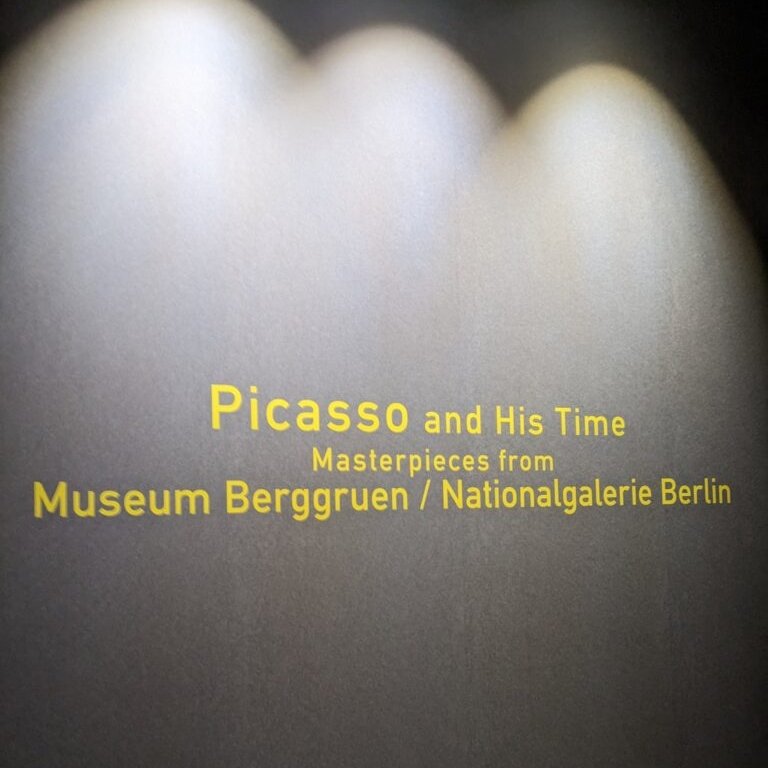 Picasso and His Time
Masterpieces from
Museum Berggruen / Nationalgalerie Berlin